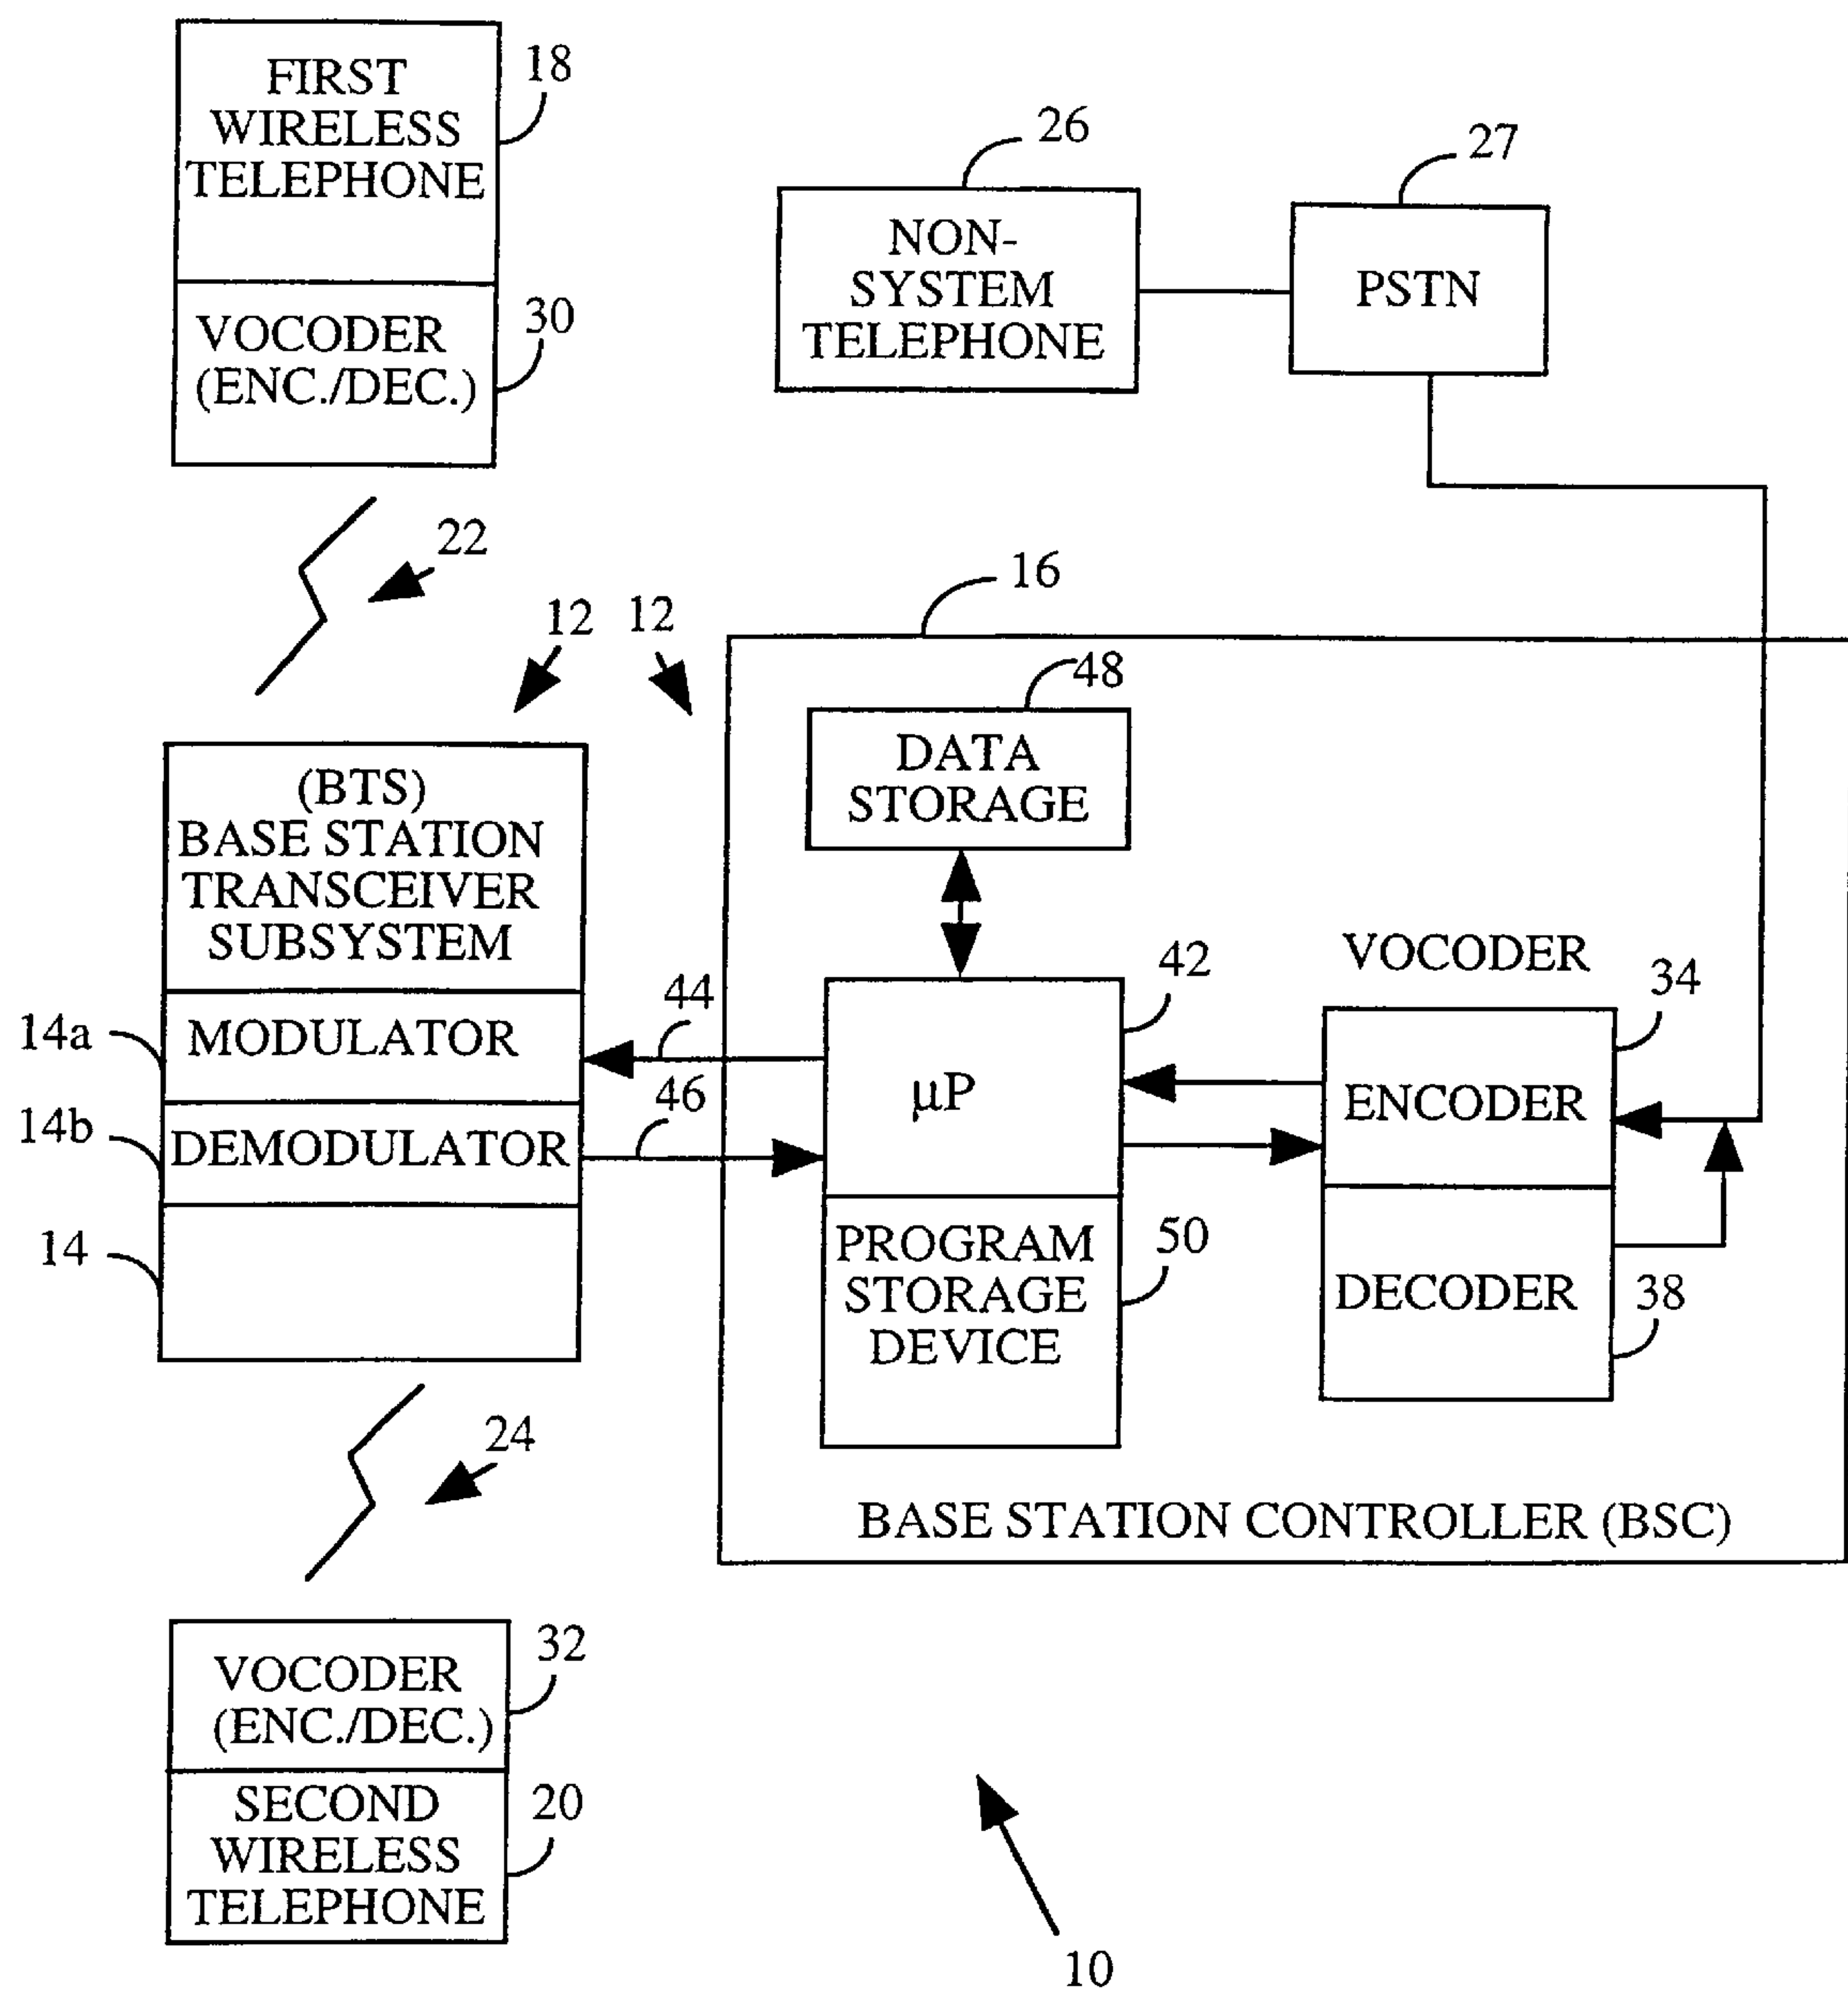 FIRST
WIRELESS
TELEPHONE
18
VOCODER
(ENC./DEC.)
30
26
NON-
SYSTEM
TELEPHONE
27
PSTN
22
12
12
16
48
DATA
STORAGE
(BTS)
BASE STATION
TRANSCEIVER
SUBSYSTEM
14a
MODULATOR
44
14b
DEMODULATOR
46
14
42
µP
50
PROGRAM
STORAGE
DEVICE
VOCODER
34
ENCODER
DECODER
38
BASE STATION CONTROLLER (BSC)
24
VOCODER
(ENC./DEC.)
32
SECOND
WIRELESS
TELEPHONE
20
10